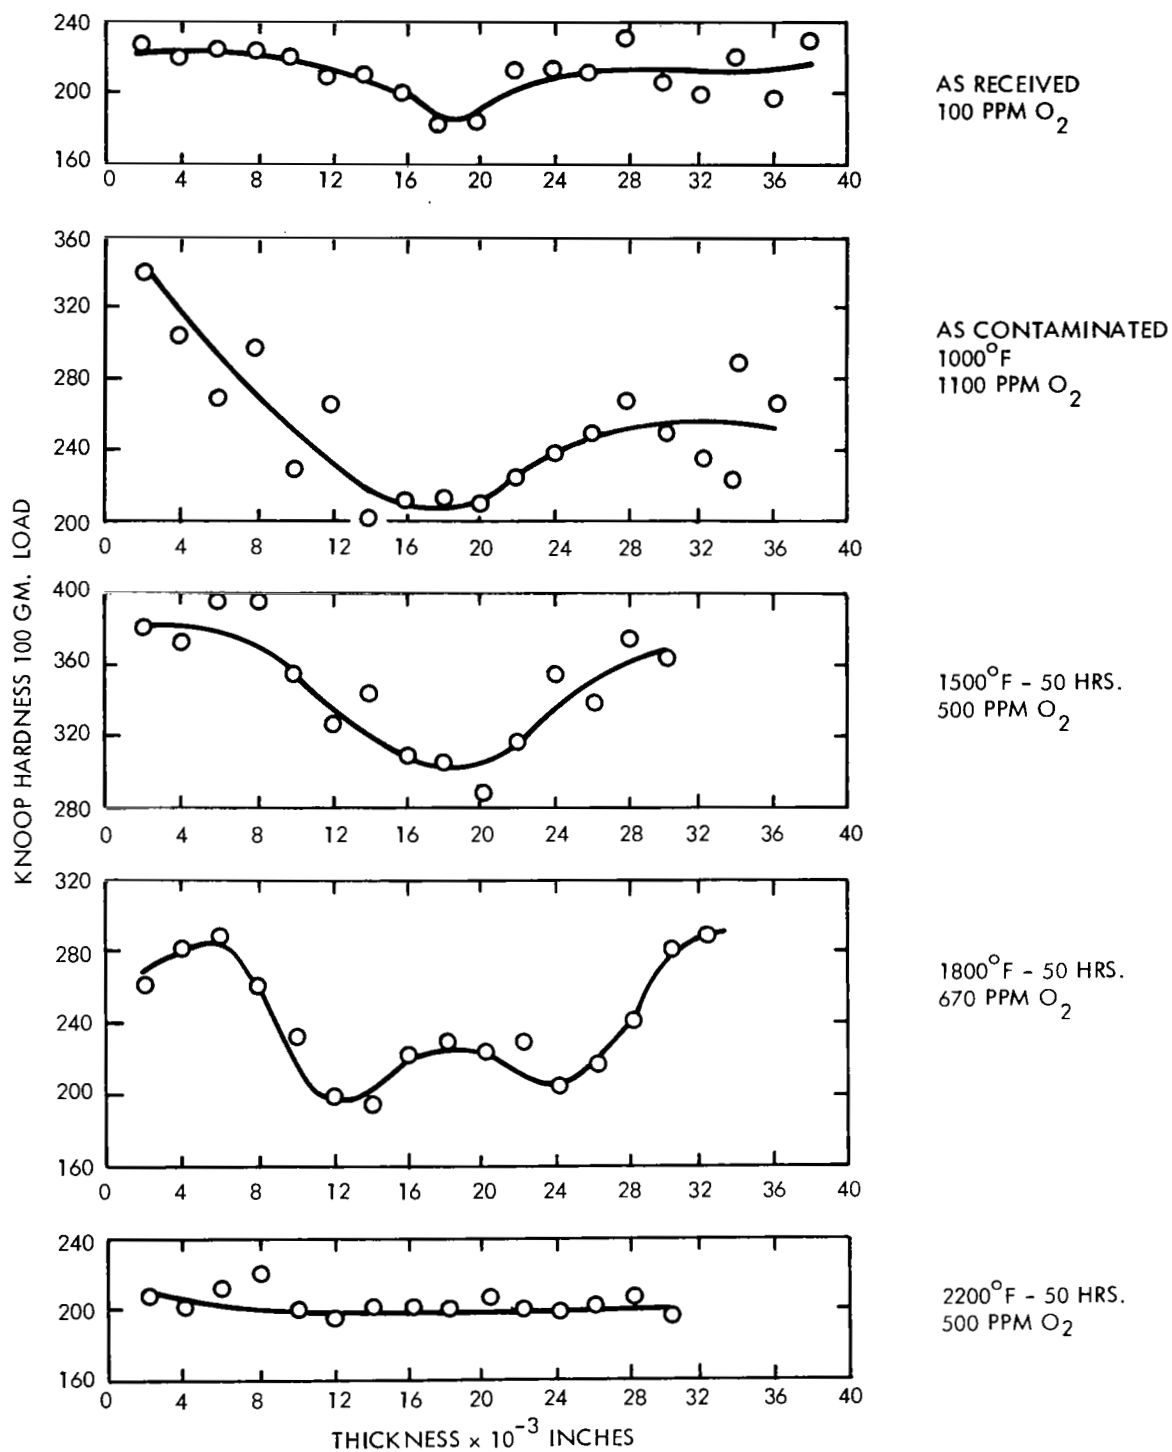 240
200
160
0 4 8 12 16 20 24 28 32 36 40
AS RECEIVED
100 PPM O2
360
320
280
240
200
0 4 8 12 16 20 24 28 32 36 40
AS CONTAMINATED
1000°F
1100 PPM O2
KNOOP HARDNESS 100 GM. LOAD
400
360
320
280
0 4 8 12 16 20 24 28 32 36 40
1500°F - 50 HRS.
500 PPM O2
320
280
240
200
160
0 4 8 12 16 20 24 28 32 36 40
1800°F - 50 HRS.
670 PPM O2
240
200
160
0 4 8 12 16 20 24 28 32 36 40
2200°F - 50 HRS.
500 PPM O2
THICKNESS x 10-3 INCHES